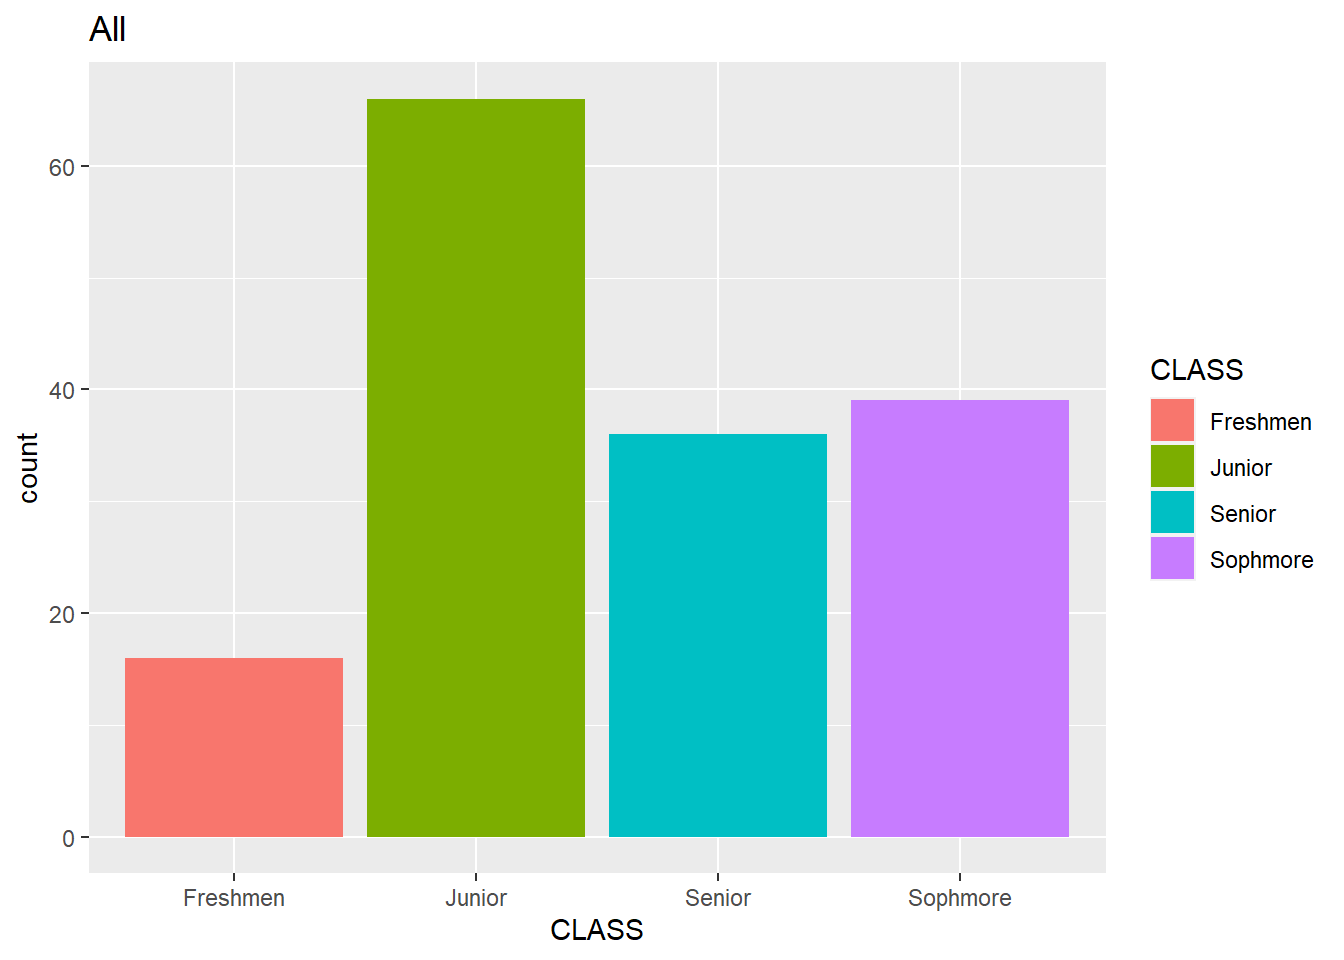 All
60
40
20
0
count
Freshmen
Junior
Senior
Sophmore
CLASS
CLASS
Freshmen
Junior
Senior
Sophmore